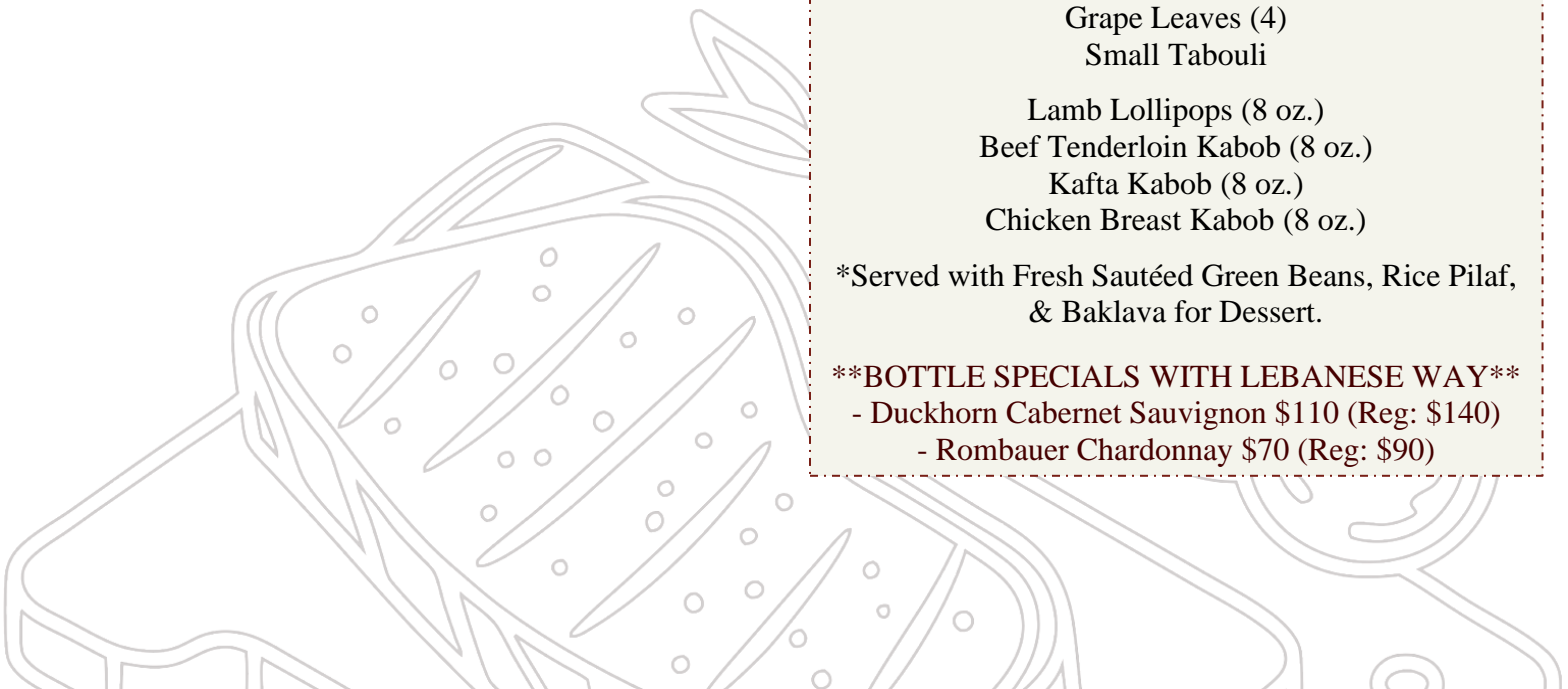 Grape Leaves (4)
Small Tabouli
Lamb Lollipops (8 oz.)
Beef Tenderloin Kabob (8 oz.)
Kafta Kabob (8 oz.)
Chicken Breast Kabob (8 oz.)
*Served with Fresh Sautéed Green Beans, Rice Pilaf,
& Baklava for Dessert.
**BOTTLE SPECIALS WITH LEBANESE WAY**
- Duckhorn Cabernet Sauvignon $110 (Reg: $140)
- Rombauer Chardonnay $70 (Reg: $90)